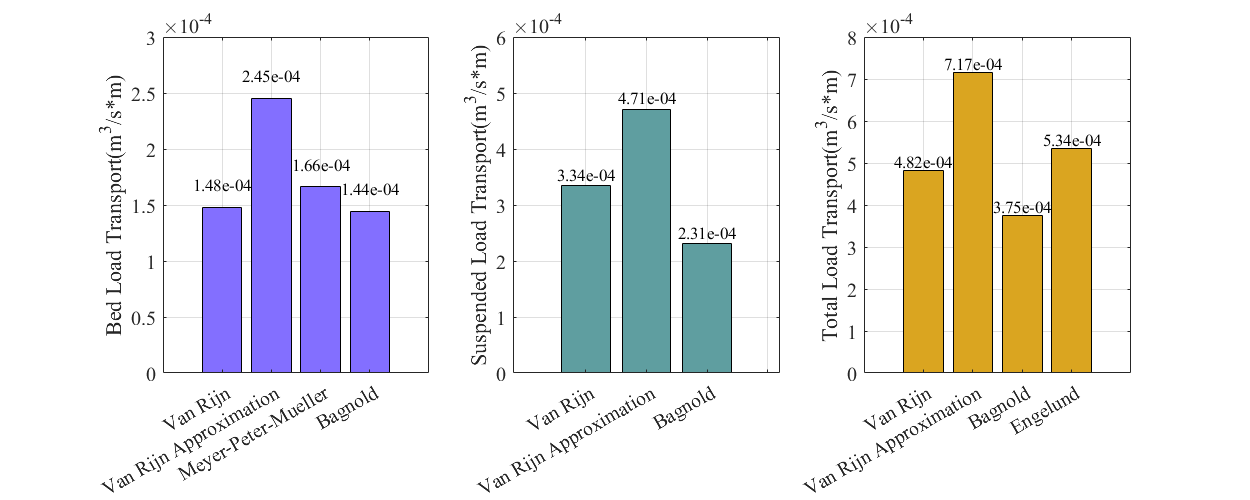 ×10⁻⁴
3
2.5
2
1.5
1
0.5
0
Bed Load Transport(m³/s*m)
1.48e-04
2.45e-04
1.66e-04
1.44e-04
Van Rijn
Van Rijn Approximation
Meyer-Peter-Mueller
Bagnold
×10⁻⁴
6
5
4
3
2
1
0
Suspended Load Transport(m³/s*m)
3.34e-04
4.71e-04
2.31e-04
Van Rijn
Van Rijn Approximation
Bagnold
×10⁻⁴
8
7
6
5
4
3
2
1
0
Total Load Transport(m³/s*m)
4.82e-04
7.17e-04
3.75e-04
5.34e-04
Van Rijn
Van Rijn Approximation
Bagnold
Engelund